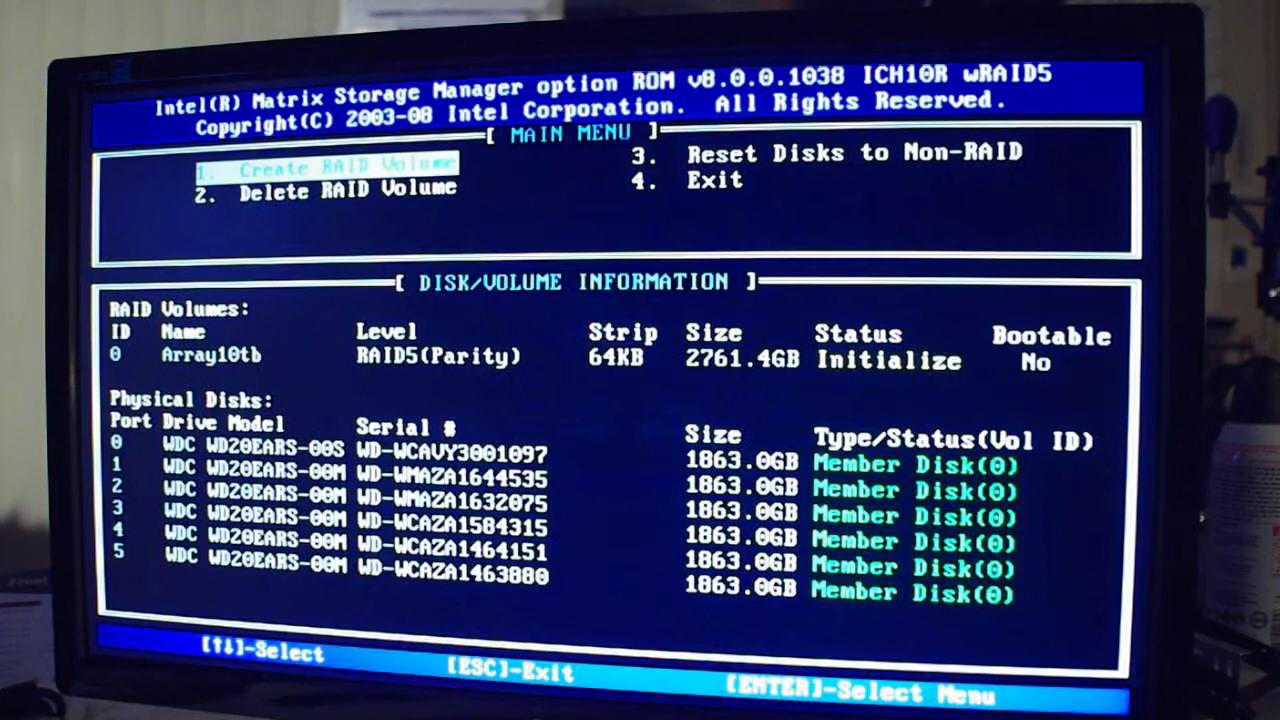 Intel(R) Matrix Storage Manager option ROM v8.0.0.1038 ICH10R wRAID5
Copyright(C) 2003-08 Intel Corporation. All Rights Reserved.
[ MAIN MENU ]
1. Create RAID Volume
2. Delete RAID Volume
3. Reset Disks to Non-RAID
4. Exit
[ DISK/VOLUME INFORMATION ]
RAID Volumes:
ID Name Level Strip Size Status Bootable
0 Array10tb RAID5(Parity) 64KB 2761.4GB Initialize No
Physical Disks:
Port Drive Model Serial # Size Type/Status(Vol ID)
0 WDC WD20EARS-00S WD-WCAVY3001097 1863.0GB Member Disk(0)
1 WDC WD20EARS-00M WD-WMAZA1644535 1863.0GB Member Disk(0)
2 WDC WD20EARS-00M WD-WMAZA1632075 1863.0GB Member Disk(0)
3 WDC WD20EARS-00M WD-WCAZA1584315 1863.0GB Member Disk(0)
4 WDC WD20EARS-00M WD-WCAZA1464151 1863.0GB Member Disk(0)
5 WDC WD20EARS-00M WD-WCAZA1463880 1863.0GB Member Disk(0)
[↑↓]-Select [ESC]-Exit [ENTER]-Select Menu